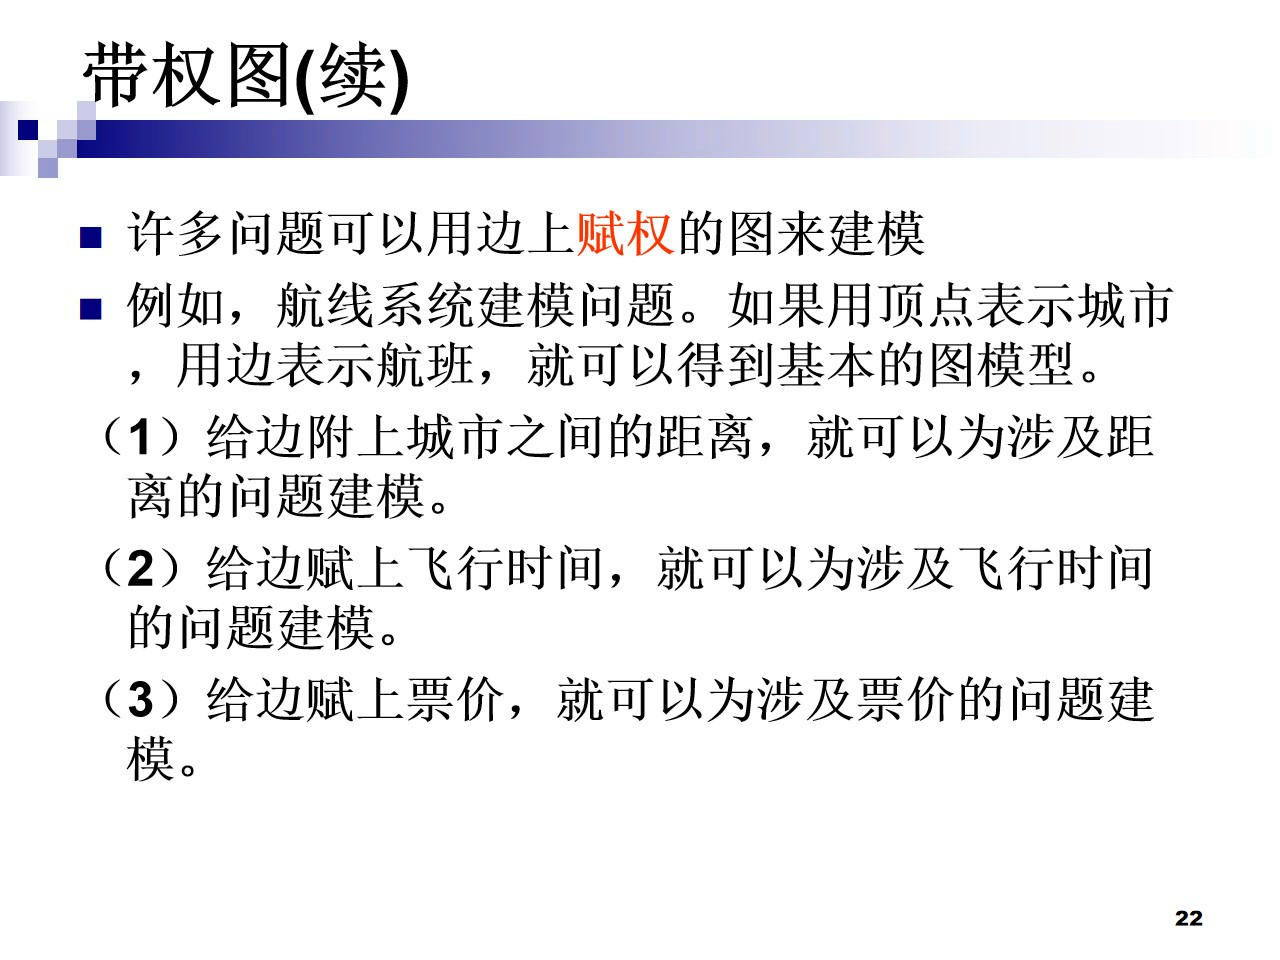 带权图(续)
许多问题可以用边上赋权的图来建模
例如，航线系统建模问题。如果用顶点表示城市
，用边表示航班，就可以得到基本的图模型。
（1）给边附上城市之间的距离，就可以为涉及距
离的问题建模。
（2）给边赋上飞行时间，就可以为涉及飞行时间
的问题建模。
（3）给边赋上票价，就可以为涉及票价的问题建
模。
22